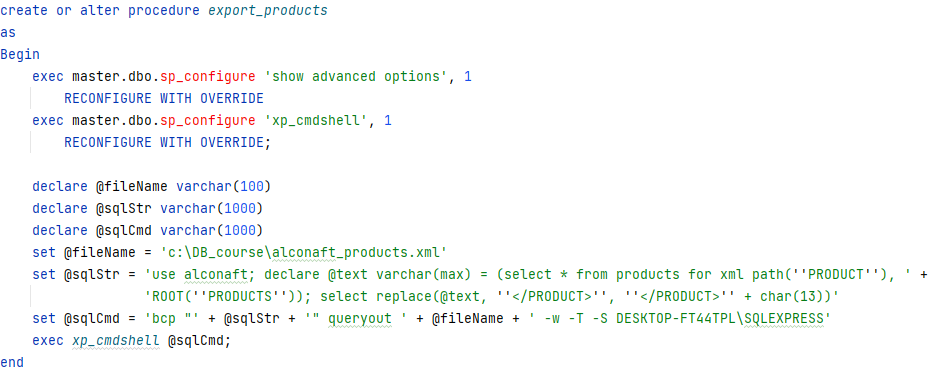 create or alter procedure export_products
as
Begin
    exec master.dbo.sp_configure 'show advanced options', 1
        RECONFIGURE WITH OVERRIDE
    exec master.dbo.sp_configure 'xp_cmdshell', 1
        RECONFIGURE WITH OVERRIDE;

    declare @fileName varchar(100)
    declare @sqlStr varchar(1000)
    declare @sqlCmd varchar(1000)
    set @fileName = 'c:\DB_course\alconaft_products.xml'
    set @sqlStr = 'use alconaft; declare @text varchar(max) = (select * from products for xml path(''PRODUCT''), ' +
                  'ROOT(''PRODUCTS'')); select replace(@text, ''</PRODUCT>'', ''</PRODUCT>'' + char(13))'
    set @sqlCmd = 'bcp "' + @sqlStr + '" queryout ' + @fileName + ' -w -T -S DESKTOP-FT44TPL\SQLEXPRESS'
    exec xp_cmdshell @sqlCmd;
end